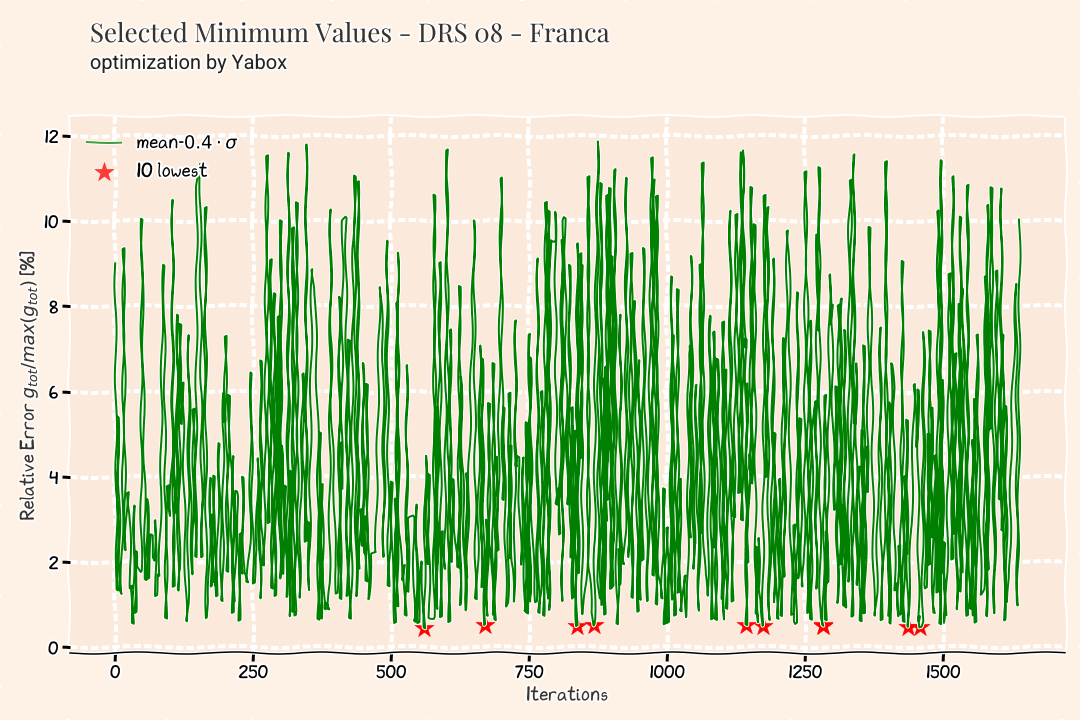 Selected Minimum Values - DRS 08 - Franca
optimization by Yabox
mean-0.4 · σ
10 lowest
Relative Error g_tot/max(g_tot) [%]
12
10
8
6
4
2
0
0 250 500 750 1000 1250 1500
Iterations